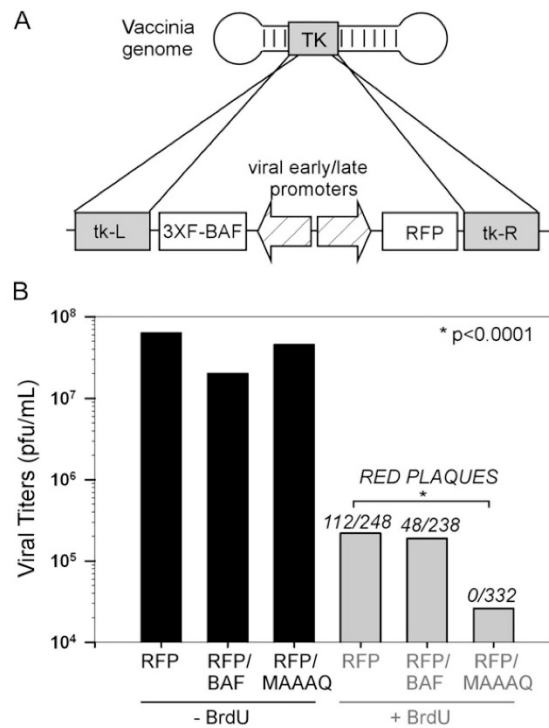 A
Vaccinia
genome
TK
viral early/late
promoters
tk-L
3XF-BAF
RFP
tk-R
B
Viral Titers (pfu/mL)
10⁸
10⁷
10⁶
10⁵
10⁴
* p<0.0001
RED PLAQUES
*
112/248
48/238
0/332
RFP
RFP/
BAF
RFP/
MAAAQ
RFP
RFP/
BAF
RFP/
MAAAQ
- BrdU
+ BrdU